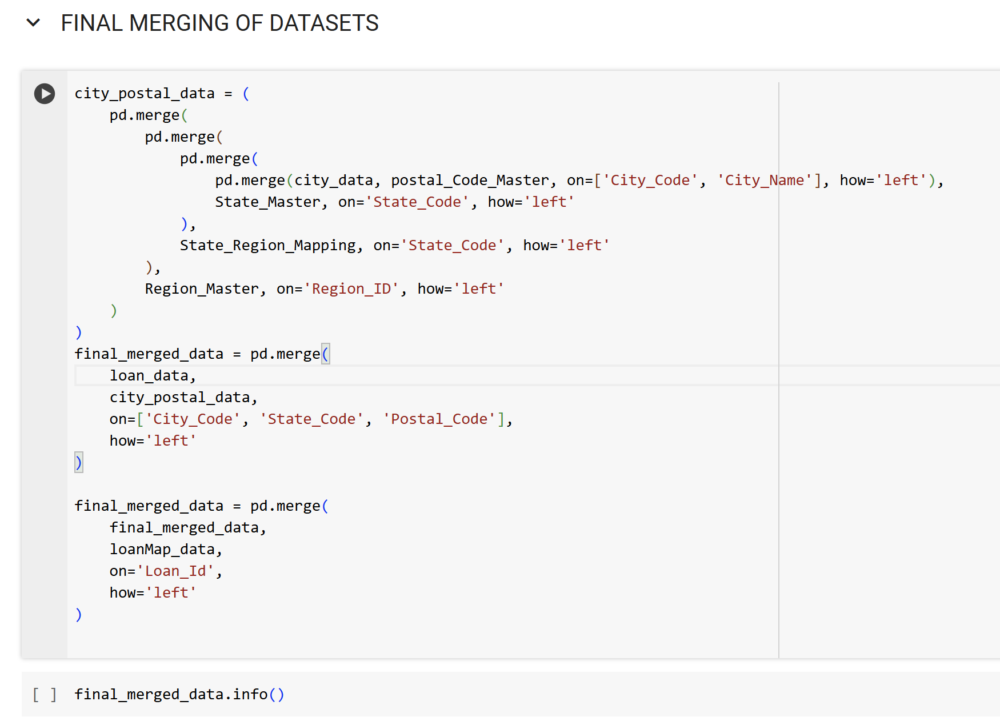 FINAL MERGING OF DATASETS
city_postal_data = (
    pd.merge(
        pd.merge(
            pd.merge(
                pd.merge(city_data, postal_Code_Master, on=['City_Code', 'City_Name'], how='left'),
                State_Master, on='State_Code', how='left'
            ),
            State_Region_Mapping, on='State_Code', how='left'
        ),
        Region_Master, on='Region_ID', how='left'
    )
)
final_merged_data = pd.merge(
    loan_data,
    city_postal_data,
    on=['City_Code', 'State_Code', 'Postal_Code'],
    how='left'
)
final_merged_data = pd.merge(
    final_merged_data,
    loanMap_data,
    on='Loan_Id',
    how='left'
)
[ ] final_merged_data.info()